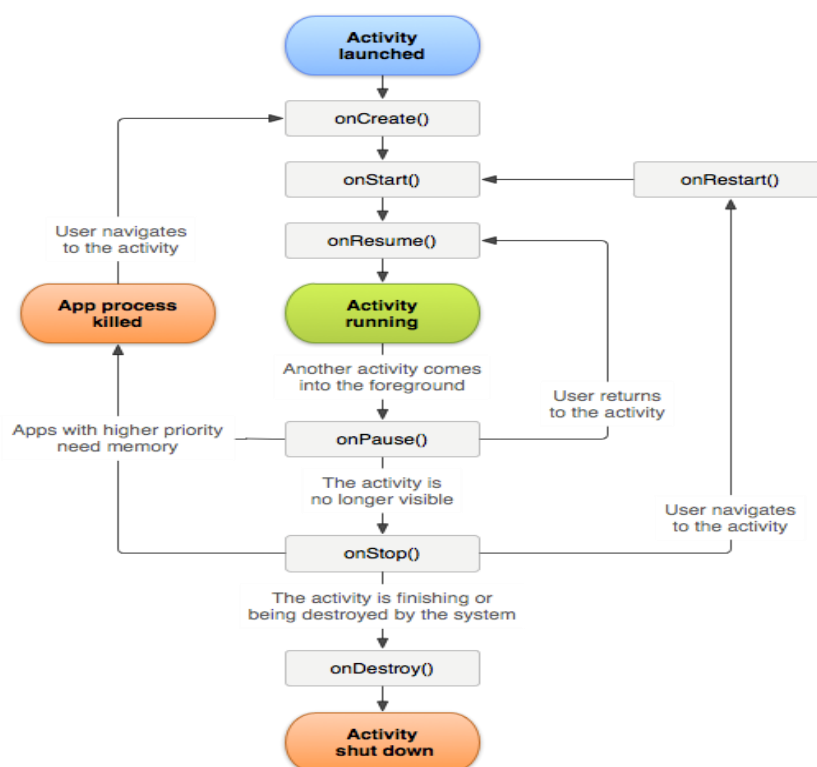 Activity
launched
onCreate()
onStart()
onRestart()
User navigates
to the activity
onResume()
App process
killed
Activity
running
Another activity comes
into the foreground
User returns
to the activity
Apps with higher priority
need memory
onPause()
The activity is
no longer visible
User navigates
to the activity
onStop()
The activity is finishing or
being destroyed by the system
onDestroy()
Activity
shut down